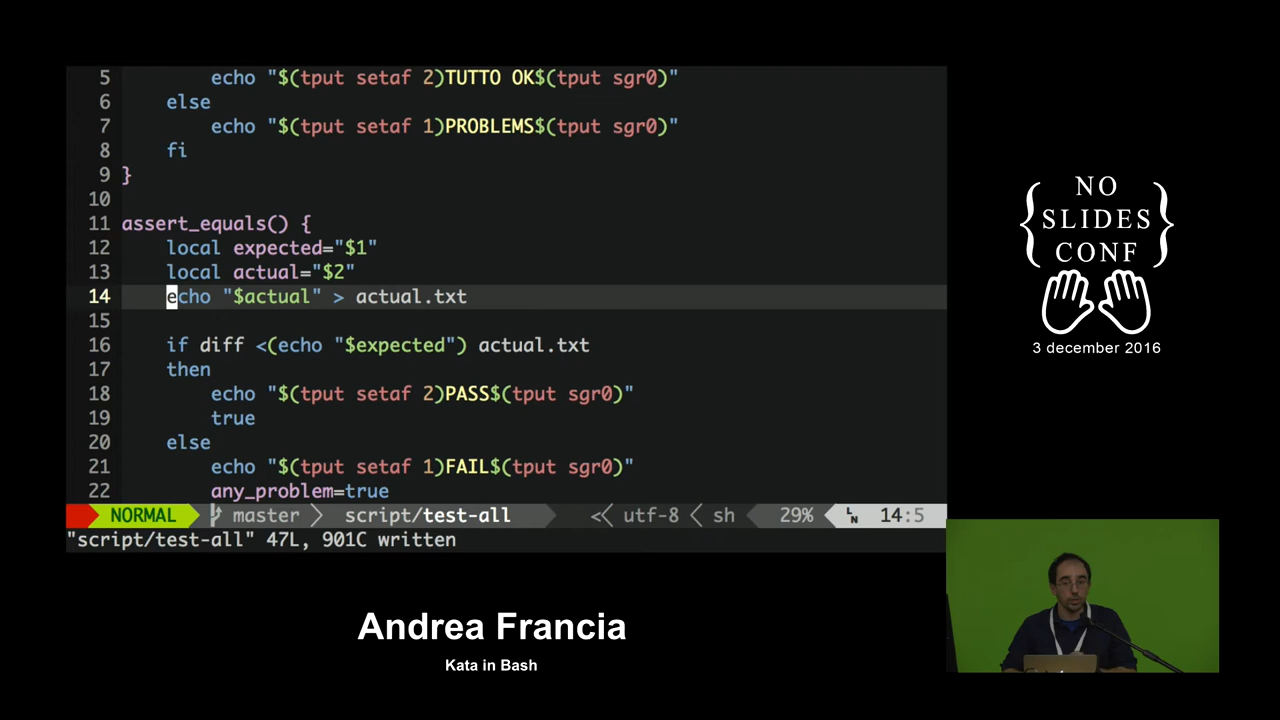 5 echo "$(tput setaf 2)TUTTO OK$(tput sgr0)"
6 else
7 echo "$(tput setaf 1)PROBLEMS$(tput sgr0)"
8 fi
9 }
10
11 assert_equals() {
12 local expected="$1"
13 local actual="$2"
14 echo "$actual" > actual.txt
15
16 if diff <(echo "$expected") actual.txt
17 then
18 echo "$(tput setaf 2)PASS$(tput sgr0)"
19 true
20 else
21 echo "$(tput setaf 1)FAIL$(tput sgr0)"
22 any_problem=true
NORMAL master script/test-all utf-8 sh 29% LN 14:5
"script/test-all" 47L, 901C written
NO
SLIDES
CONF
3 december 2016
Andrea Francia
Kata in Bash